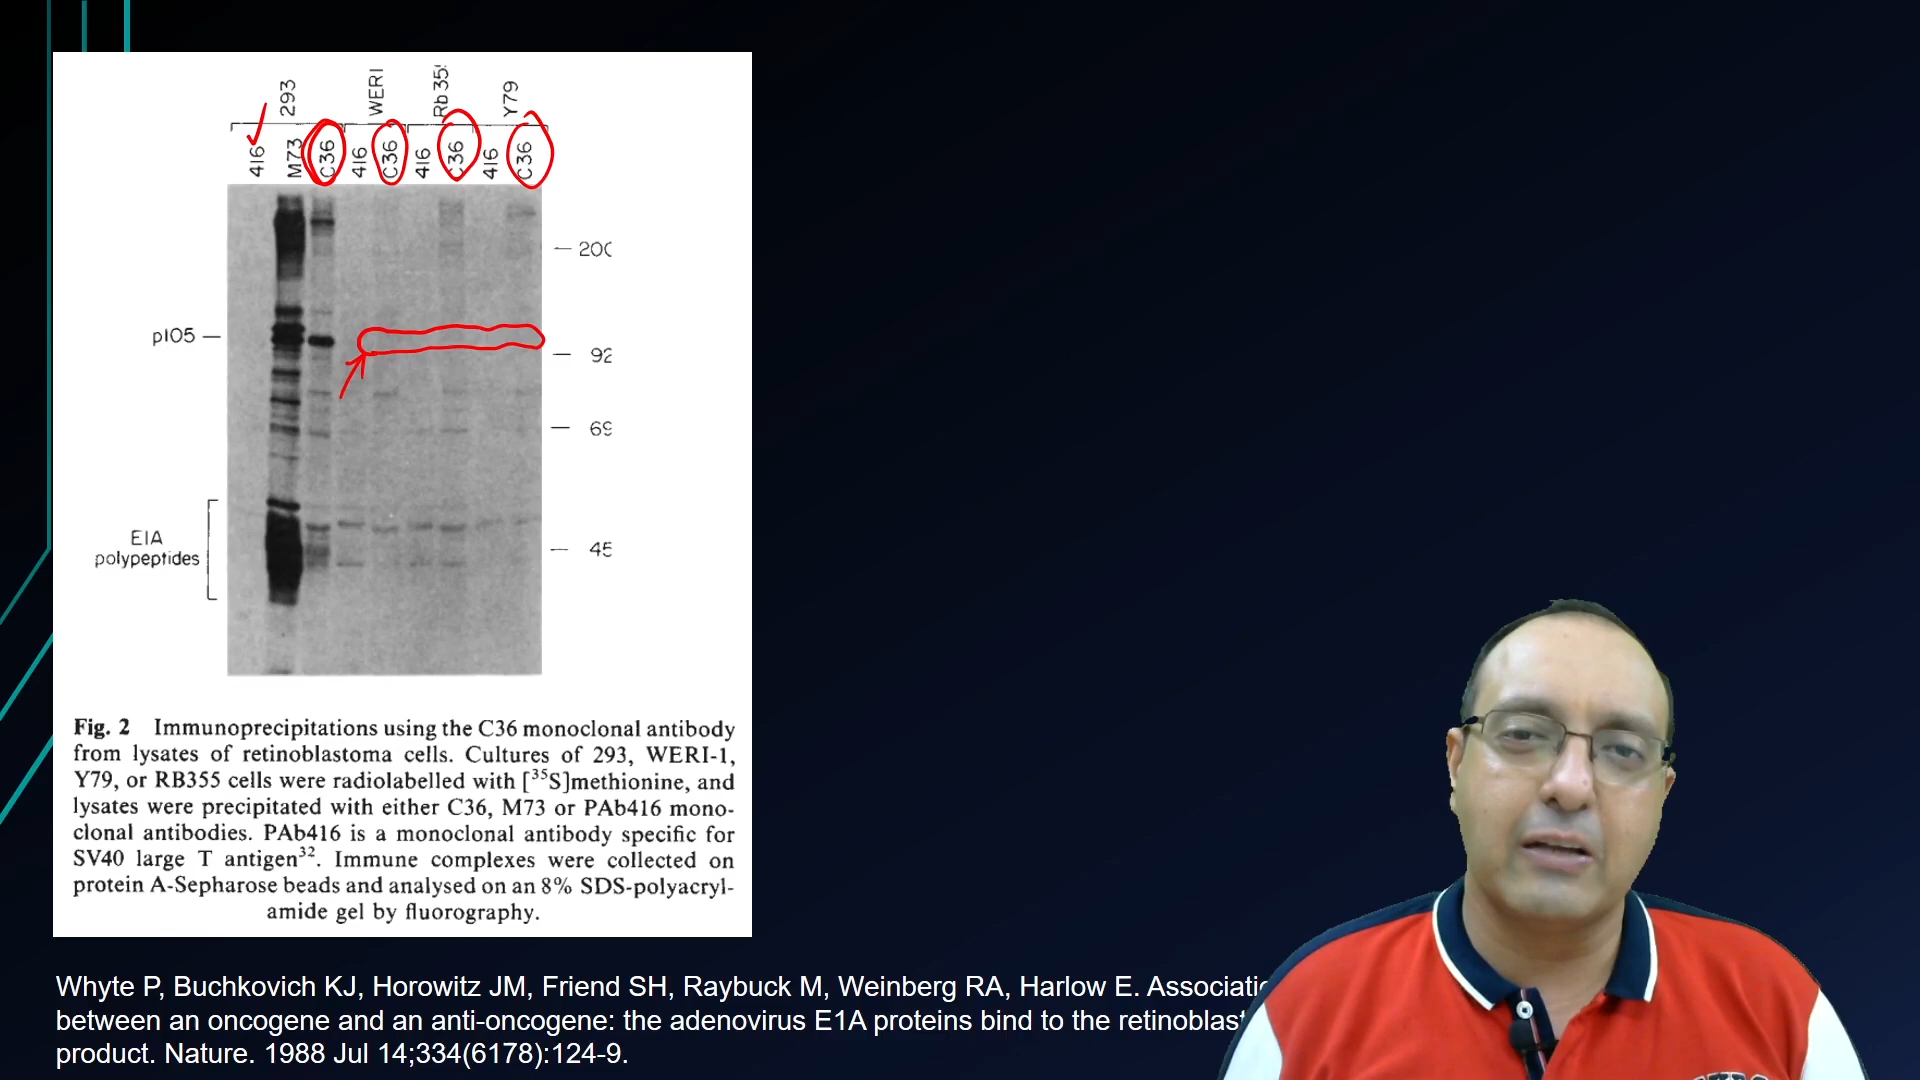 293
WERI
Rb 35
Y79
416
M73
C36
416
C36
416
C36
416
C36
200
p105
92
69
E1A
polypeptides
45
Fig. 2 Immunoprecipitations using the C36 monoclonal antibody
from lysates of retinoblastoma cells. Cultures of 293, WERI-1,
Y79, or RB355 cells were radiolabelled with [³⁵S]methionine, and
lysates were precipitated with either C36, M73 or PAb416 mono-
clonal antibodies. PAb416 is a monoclonal antibody specific for
SV40 large T antigen³². Immune complexes were collected on
protein A-Sepharose beads and analysed on an 8% SDS-polyacryl-
amide gel by fluorography.
Whyte P, Buchkovich KJ, Horowitz JM, Friend SH, Raybuck M, Weinberg RA, Harlow E. Associatio
between an oncogene and an anti-oncogene: the adenovirus E1A proteins bind to the retinoblast
product. Nature. 1988 Jul 14;334(6178):124-9.